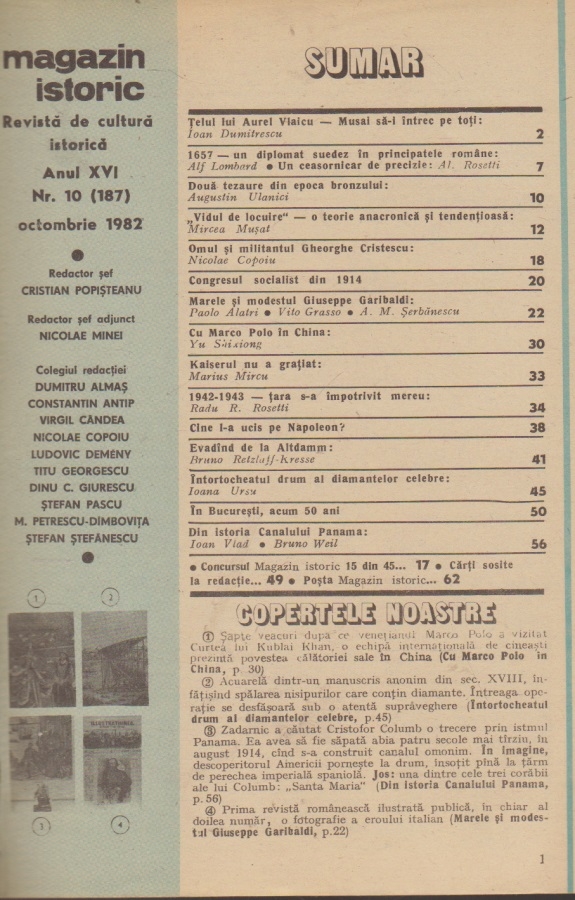 magazin
istoric
Revistă de cultură
istorică
Anul XVI
Nr. 10 (187)
octombrie 1982
●
Redactor șef
CRISTIAN POPIȘTEANU
Redactor șef adjunct
NICOLAE MINEI
Colegiul redacției
DUMITRU ALMAȘ
CONSTANTIN ANTIP
VIRGIL CÂNDEA
NICOLAE COPOIU
LUDOVIC DEMÉNY
TITU GEORGESCU
DINU C. GIURESCU
ȘTEFAN PASCU
M. PETRESCU-DÎMBOVIȚA
ȘTEFAN ȘTEFĂNESCU
●
1 2
3 4
SUMAR
Țelul lui Aurel Vlaicu — Musai să-i întrec pe toți:
Ioan Dumitrescu 2
1657 — un diplomat suedez în principatele române:
Alf Lombard ● Un ceasornicar de precizie: Al. Rosetti 7
Două tezaure din epoca bronzului:
Augustin Ulanici 10
„Vidul de locuire“ — o teorie anacronică și tendențioasă:
Mircea Mușat 12
Omul și militantul Gheorghe Cristescu:
Nicolae Copoiu 18
Congresul socialist din 1914 20
Marele și modestul Giuseppe Garibaldi:
Paolo Alatri ● Vito Grasso ● A. M. Șerbănescu 22
Cu Marco Polo în China:
Yu Shixiong 30
Kaiserul nu a grațiat:
Marius Mircu 33
1942-1943 — țara s-a împotrivit mereu:
Radu R. Rosetti 34
Cine l-a ucis pe Napoleon? 38
Evadînd de la Altdamm:
Bruno Retzlaff-Kresse 41
Întortocheatul drum al diamantelor celebre:
Ioana Ursu 45
În București, acum 50 ani 50
Din istoria Canalului Panama:
Ioan Vlad ● Bruno Weil 56
● Concursul Magazin istoric 15 din 45... 17 ● Cărți sosite
la redacție... 49 ● Poșta Magazin istoric... 62
COPERTELE NOASTRE
① Șapte veacuri după ce venețianul Marco Polo a vizitat
Curtea lui Kublai Khan, o echipă internațională de cineaști
prezintă povestea călătoriei sale în China (Cu Marco Polo în
China, p. 30)
② Acuarelă dintr-un manuscris anonim din sec. XVIII, în-
fățișînd spălarea nisipurilor care conțin diamante. Întreaga ope-
rație se desfășoară sub o atentă supraveghere (Întortocheatul
drum al diamantelor celebre, p.45)
③ Zadarnic a căutat Cristofor Columb o trecere prin istmul
Panama. Ea avea să fie săpată abia patru secole mai tîrziu, în
august 1914, cînd s-a construit canalul omonim. În imagine,
descoperitorul Americii pornește la drum, însoțit pînă la țărm
de perechea imperială spaniolă. Jos: una dintre cele trei corăbii
ale lui Columb: „Santa Maria“ (Din istoria Canalului Panama,
p. 56)
④ Prima revistă românească ilustrată publică, în chiar al
doilea număr, o fotografie a eroului italian (Marele și modes-
tul Giuseppe Garibaldi, p.22)
1